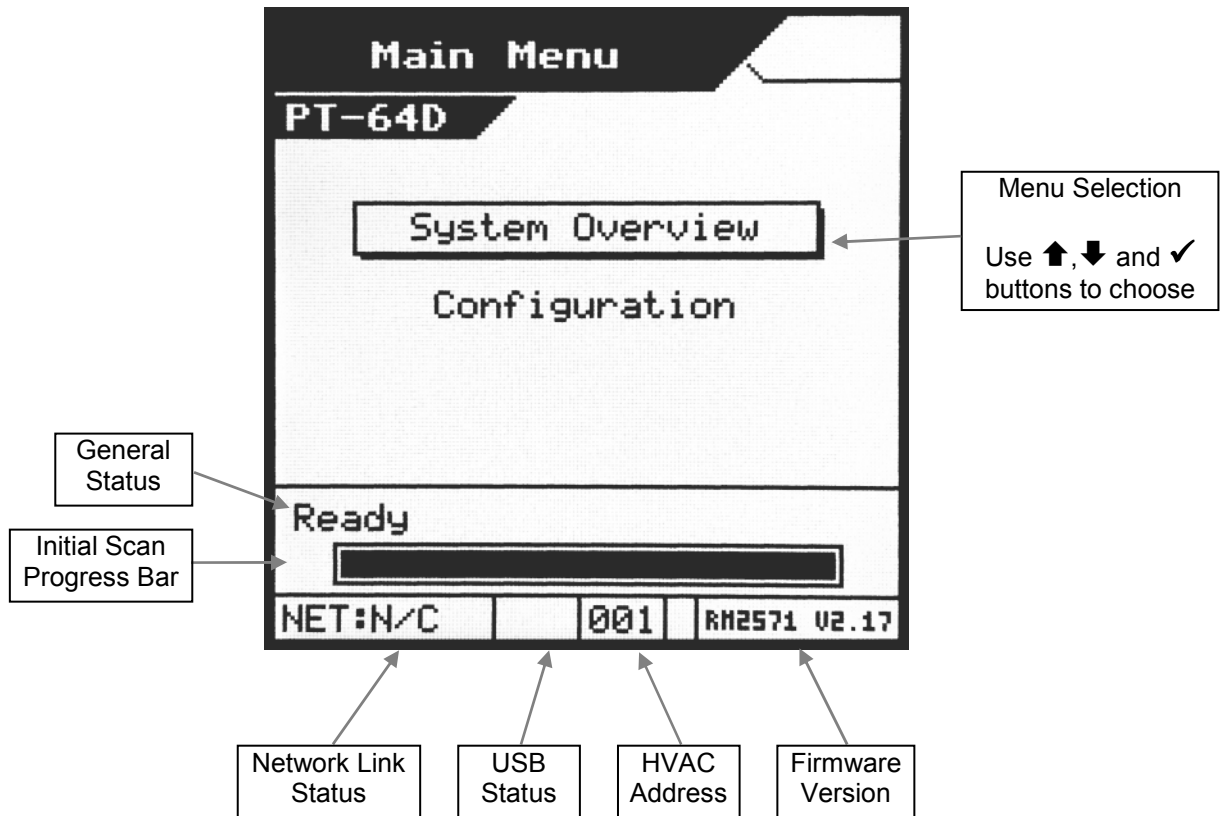 Main Menu
PT-64D
System Overview
Configuration
Menu Selection
Use ⬆,⬇ and ✓
buttons to choose
General
Status
Ready
Initial Scan
Progress Bar
NET:N/C
001
RM2571 V2.17
Network Link
Status
USB
Status
HVAC
Address
Firmware
Version